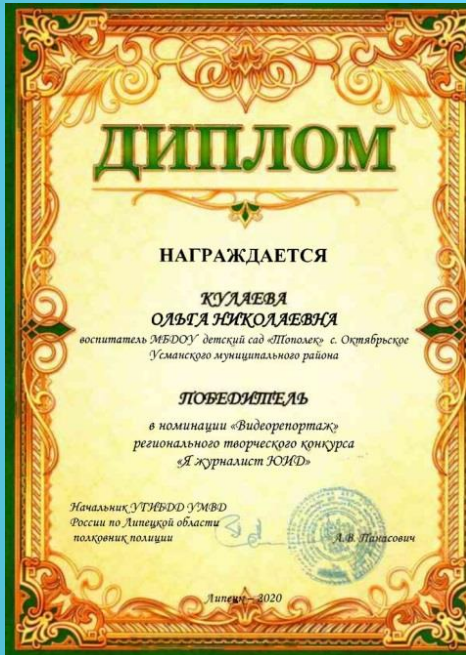 ДИПЛОМ
НАГРАЖДАЕТСЯ
КУЛАЕВА
ОЛЬГА НИКОЛАЕВНА
воспитатель МБДОУ детский сад «Тополек» с. Октябрьское
Усманского муниципального района
ПОБЕДИТЕЛЬ
в номинации «Видеорепортаж»
регионального творческого конкурса
«Я журналист ЮИД»
Начальник УГИБДД УМВД
России по Липецкой области
полковник полиции
А.В. Панасович
Липецк – 2020